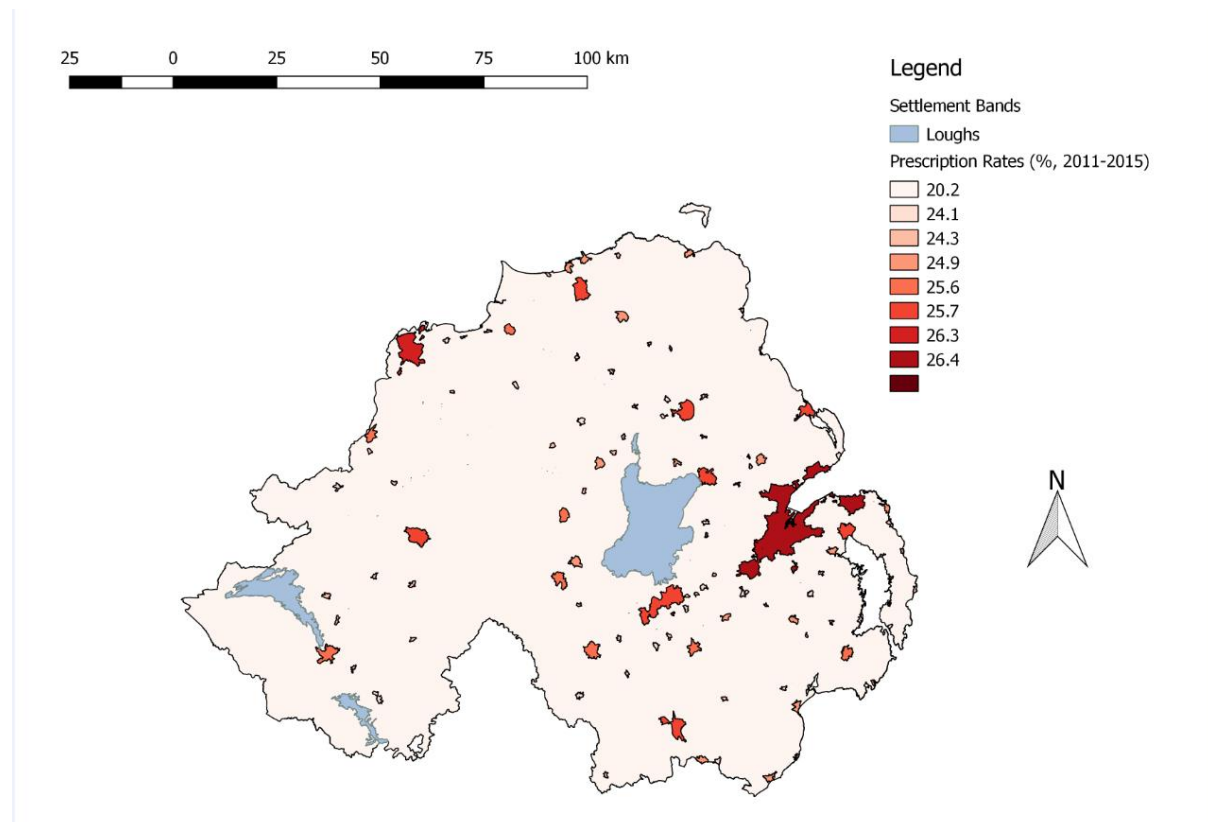 25 0 25 50 75 100 km
Legend
Settlement Bands
Loughs
Prescription Rates (%, 2011-2015)
20.2
24.1
24.3
24.9
25.6
25.7
26.3
26.4
N